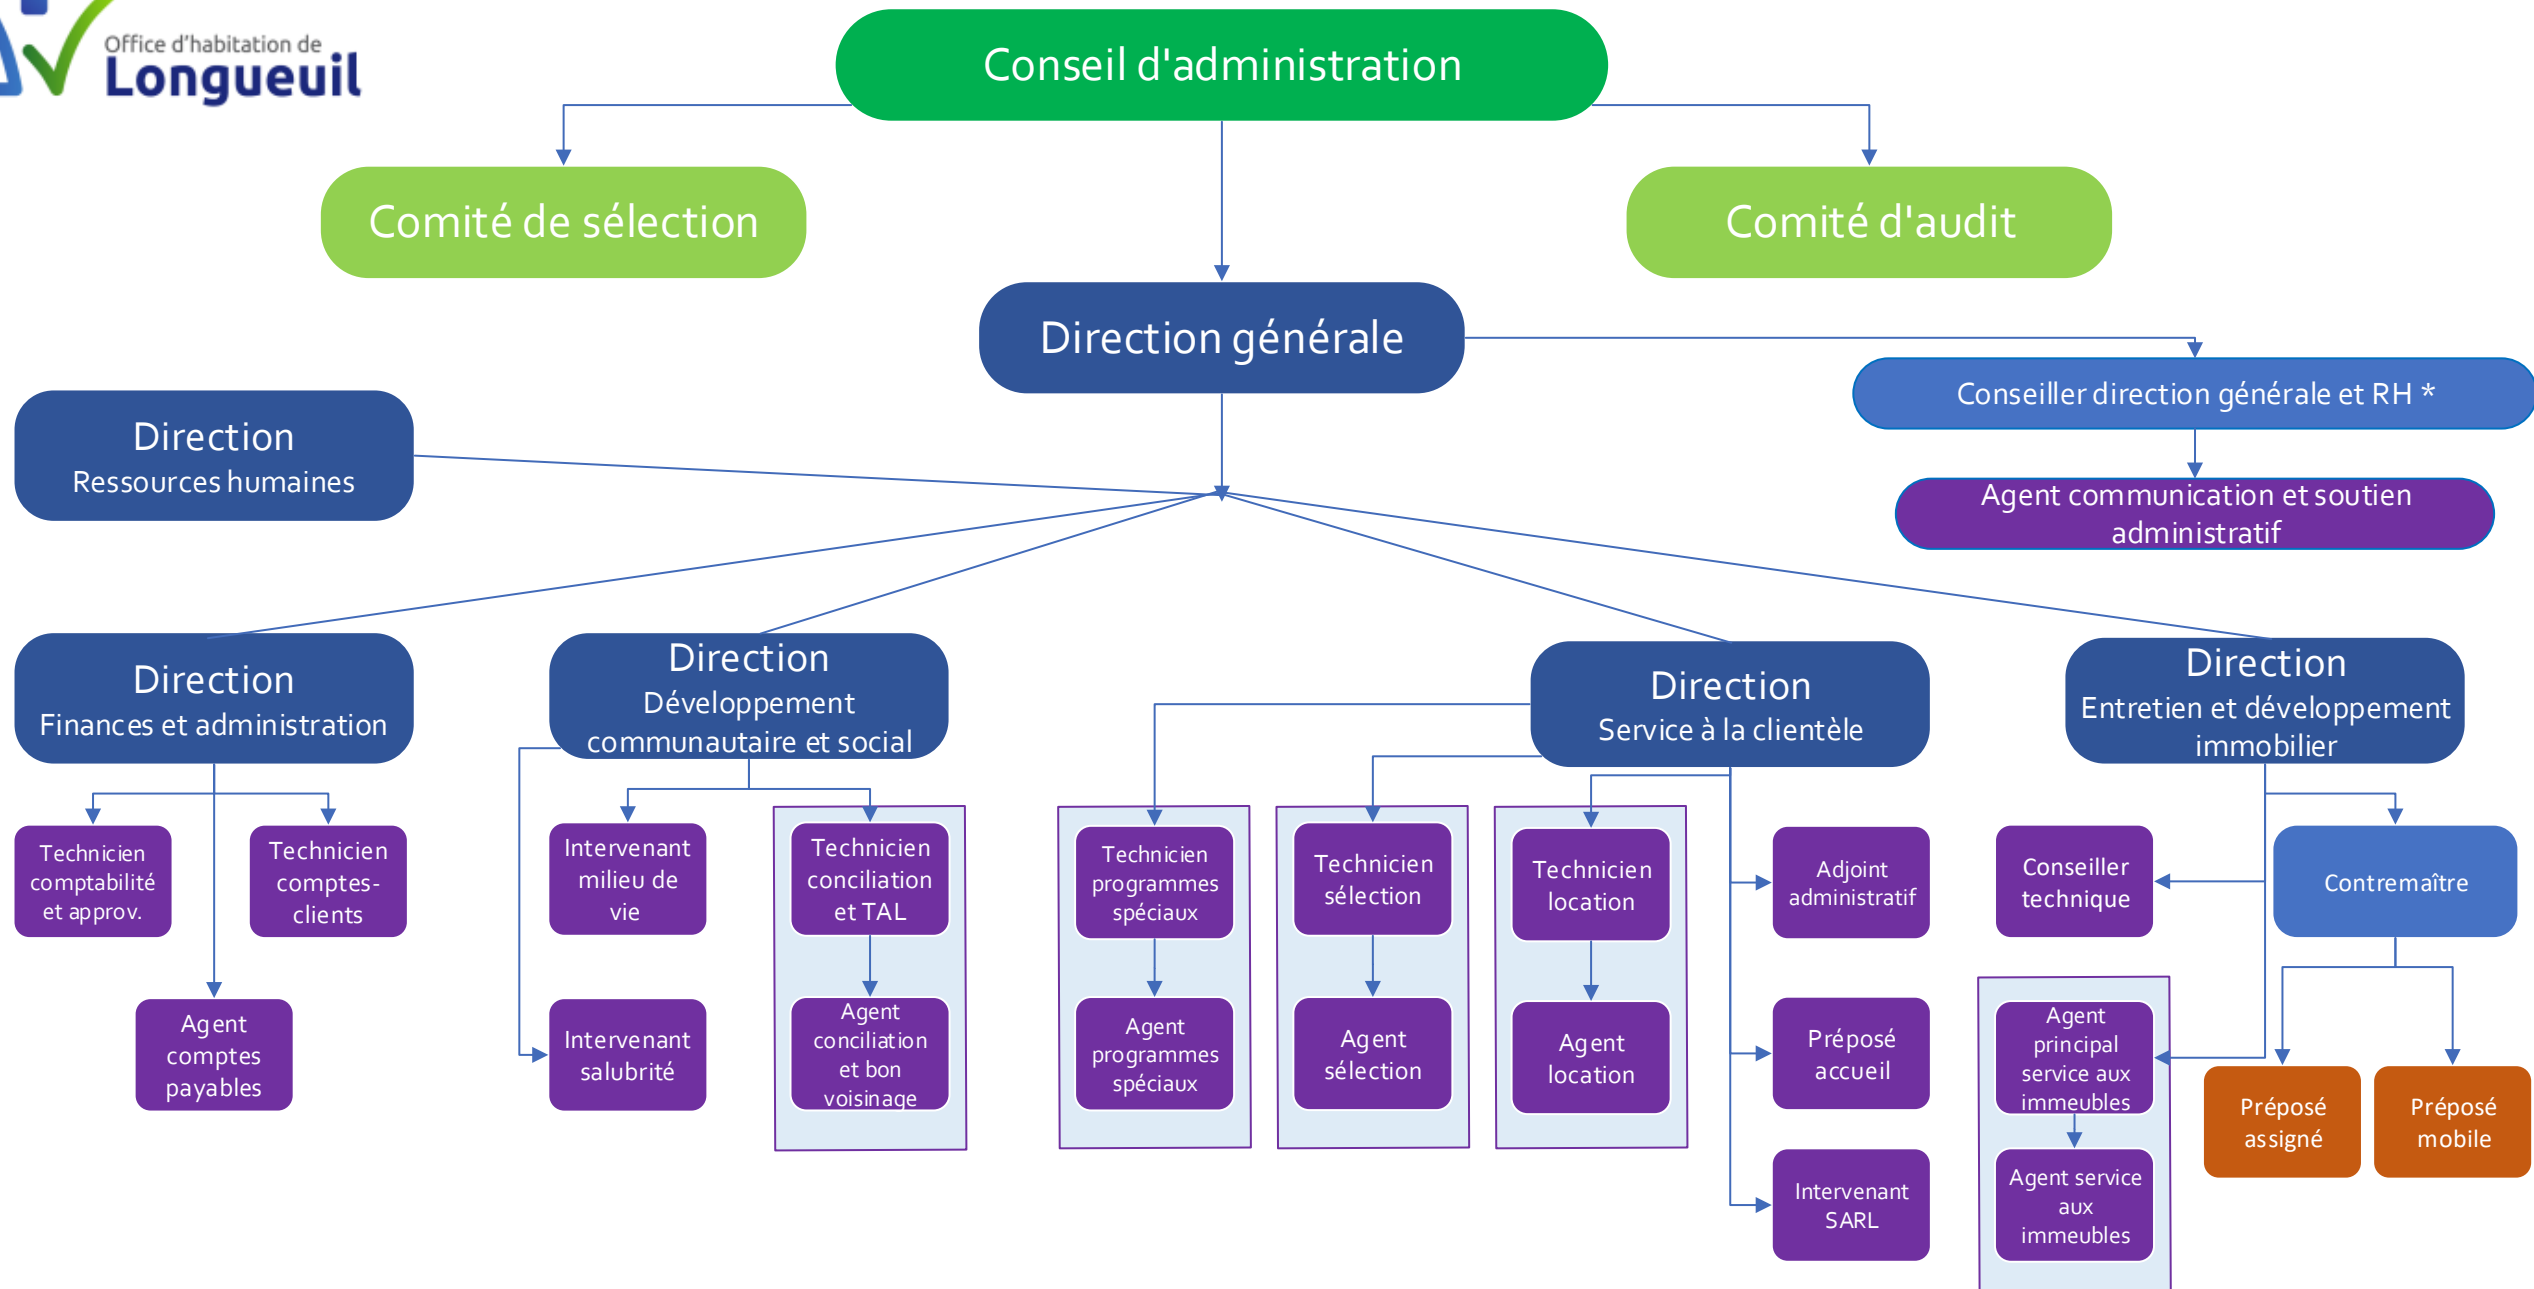 Office d'habitation de
Longueuil
Conseil d'administration
Comité de sélection
Comité d'audit
Direction générale
Conseiller direction générale et RH *
Agent communication et soutien
administratif
Direction
Ressources humaines
Direction
Finances et administration
Direction
Développement
communautaire et social
Direction
Service à la clientèle
Direction
Entretien et développement
immobilier
Technicien
comptabilité
et approv.
Technicien
comptes-
clients
Agent
comptes
payables
Intervenant
milieu de
vie
Intervenant
salubrité
Technicien
conciliation
et TAL
Agent
conciliation
et bon
voisinage
Technicien
programmes
spéciaux
Agent
programmes
spéciaux
Technicien
sélection
Agent
sélection
Technicien
location
Agent
location
Adjoint
administratif
Préposé
accueil
Intervenant
SARL
Conseiller
technique
Contremaître
Agent
principal
service aux
immeubles
Agent service
aux
immeubles
Préposé
assigné
Préposé
mobile